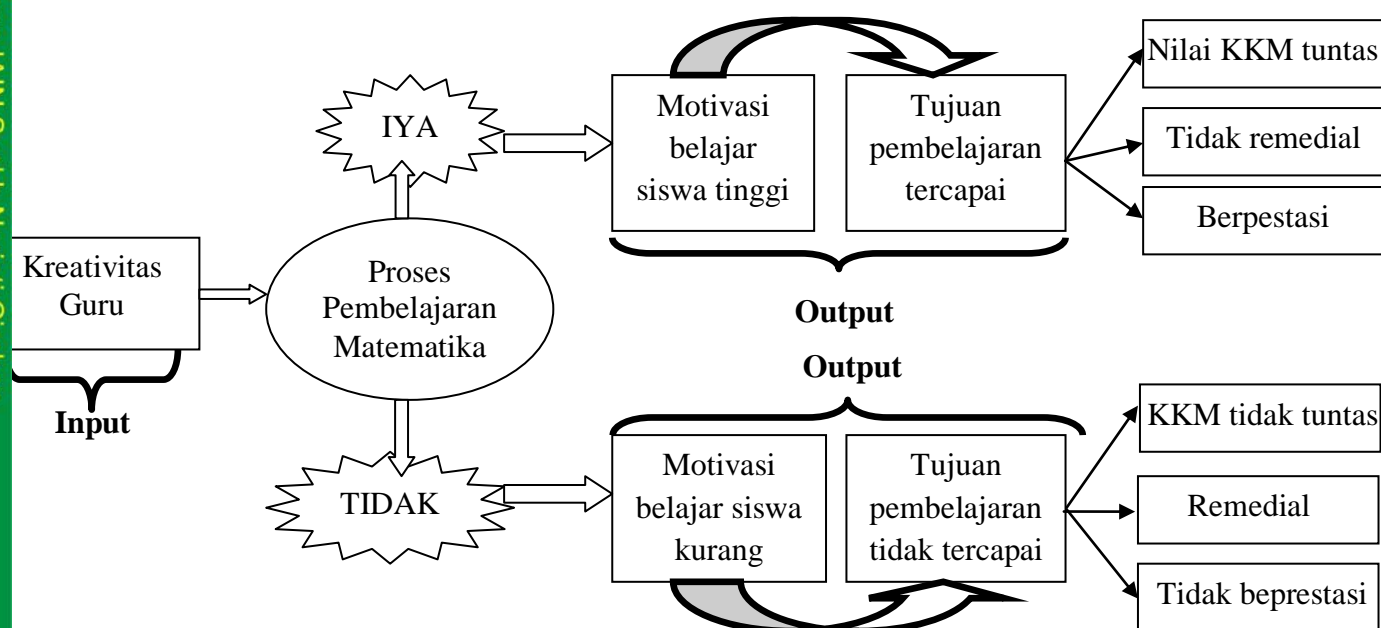 Nilai KKM tuntas
IYA
Motivasi
belajar
siswa tinggi
Tujuan
pembelajaran
tercapai
Tidak remedial
Berpestasi
Kreativitas
Guru
Proses
Pembelajaran
Matematika
Output
Output
Input
KKM tidak tuntas
TIDAK
Motivasi
belajar siswa
kurang
Tujuan
pembelajaran
tidak tercapai
Remedial
Tidak beprestasi